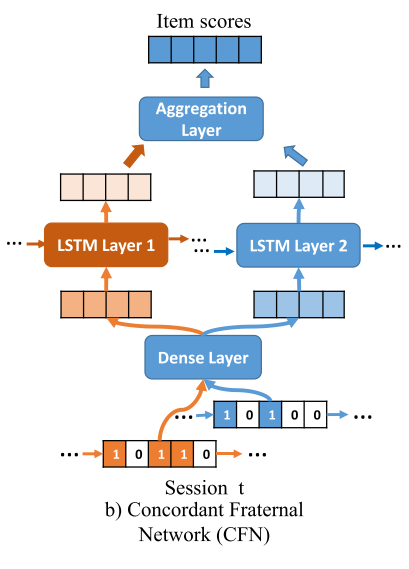 Item scores
Aggregation
Layer
... LSTM Layer 1 ...
... LSTM Layer 2 ...
Dense Layer
... 1 0 1 0 0 ...
... 1 0 1 1 0 ...
Session t
b) Concordant Fraternal
Network (CFN)